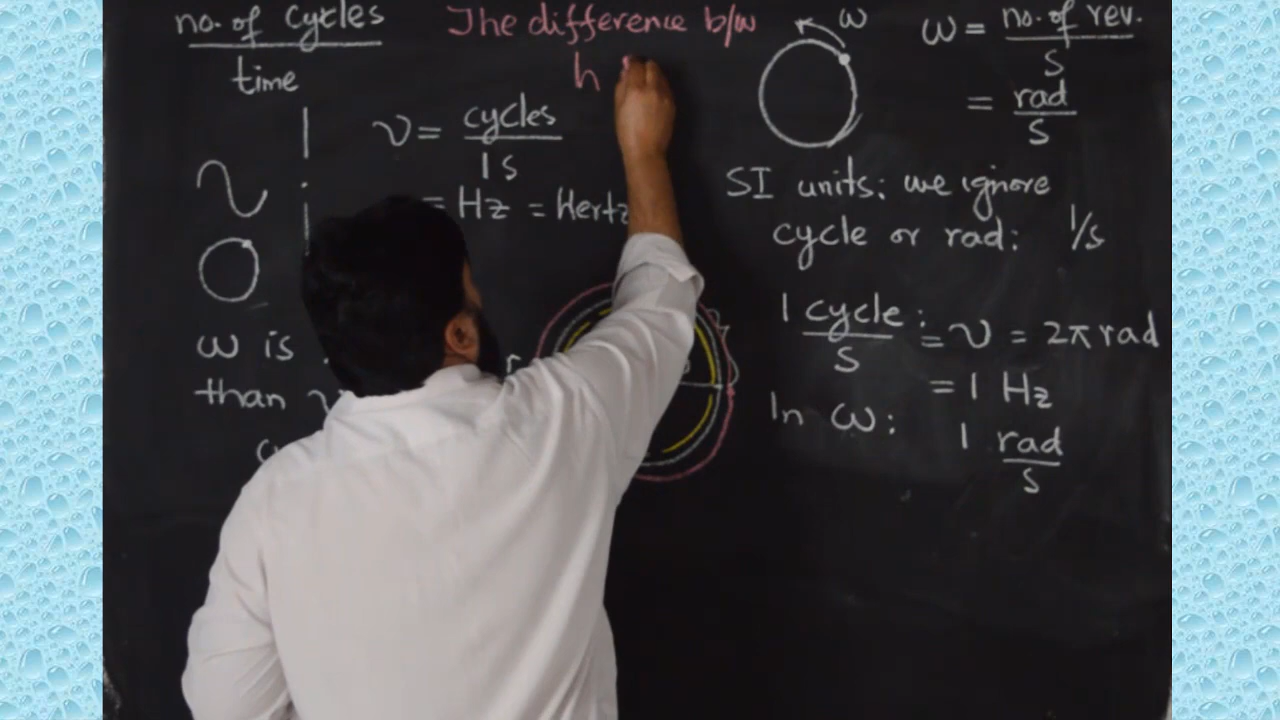 no. of cycles
time
ν = cycles
1s
= Hz = Hertz
ω is
than
The difference b/w
h
ω
ω = no. of rev.
s
= rad
s
SI units: we ignore
cycle or rad: 1/s
1 cycle :
s
= ν = 2π rad
= 1 Hz
In ω: 1 rad
s